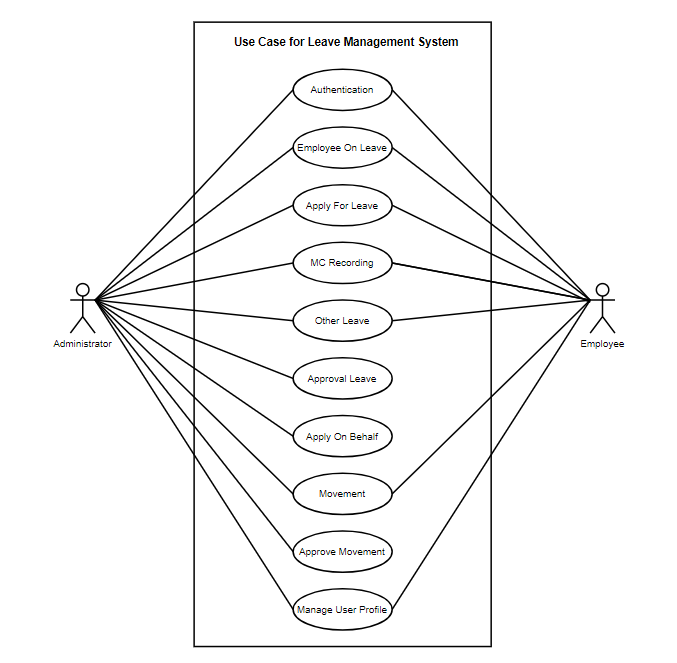 Use Case for Leave Management System
Authentication
Employee On Leave
Apply For Leave
MC Recording
Other Leave
Administrator
Employee
Approval Leave
Apply On Behalf
Movement
Approve Movement
Manage User Profile